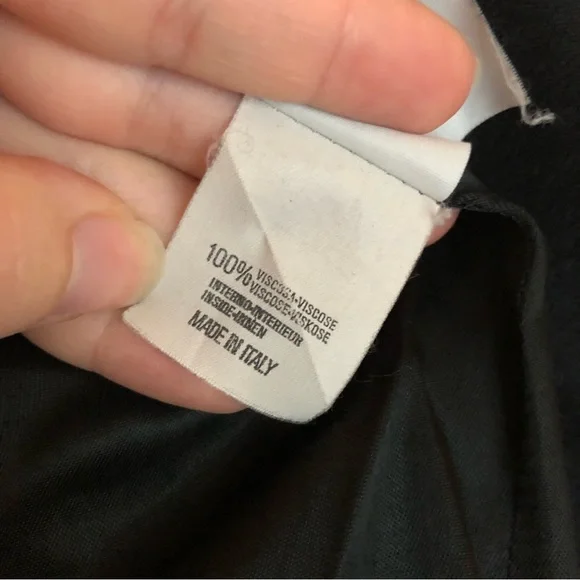 100% VISCOSA-VISCOSE
VISCOSE-VISKOSE
INTERNO-INTERIEUR
INSIDE-INNEN
MADE IN ITALY